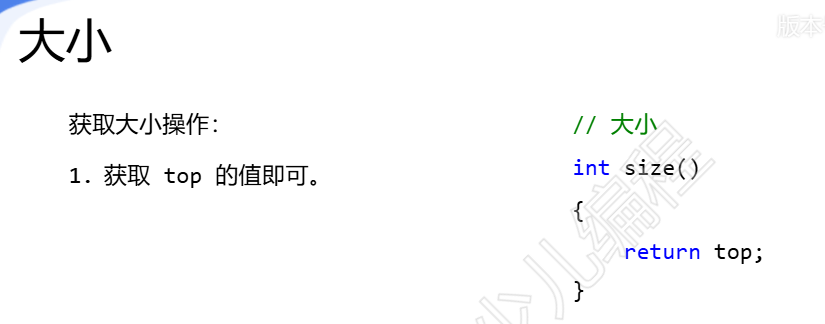 大小
版本
获取大小操作：
1. 获取 top 的值即可。
// 大小
int size()
{
return top;
}
少儿编程